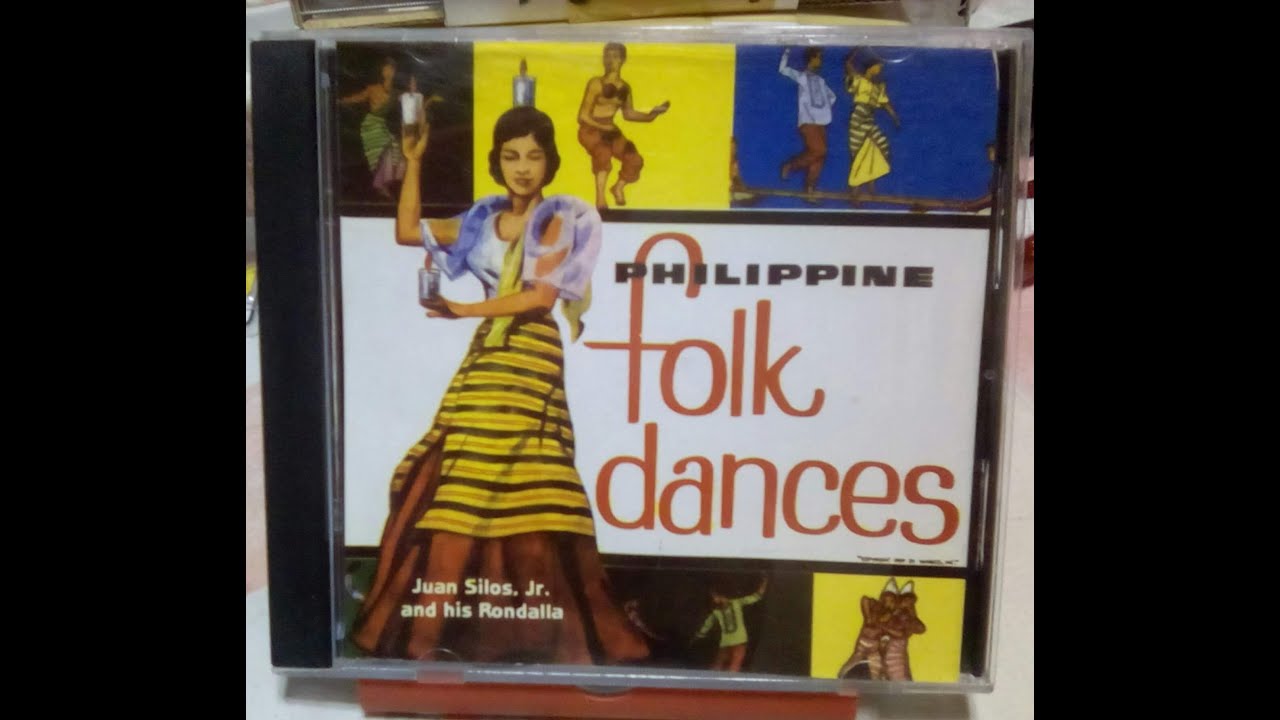 PHILIPPINE
folk
dances
Juan Silos, Jr.
and his Rondalla